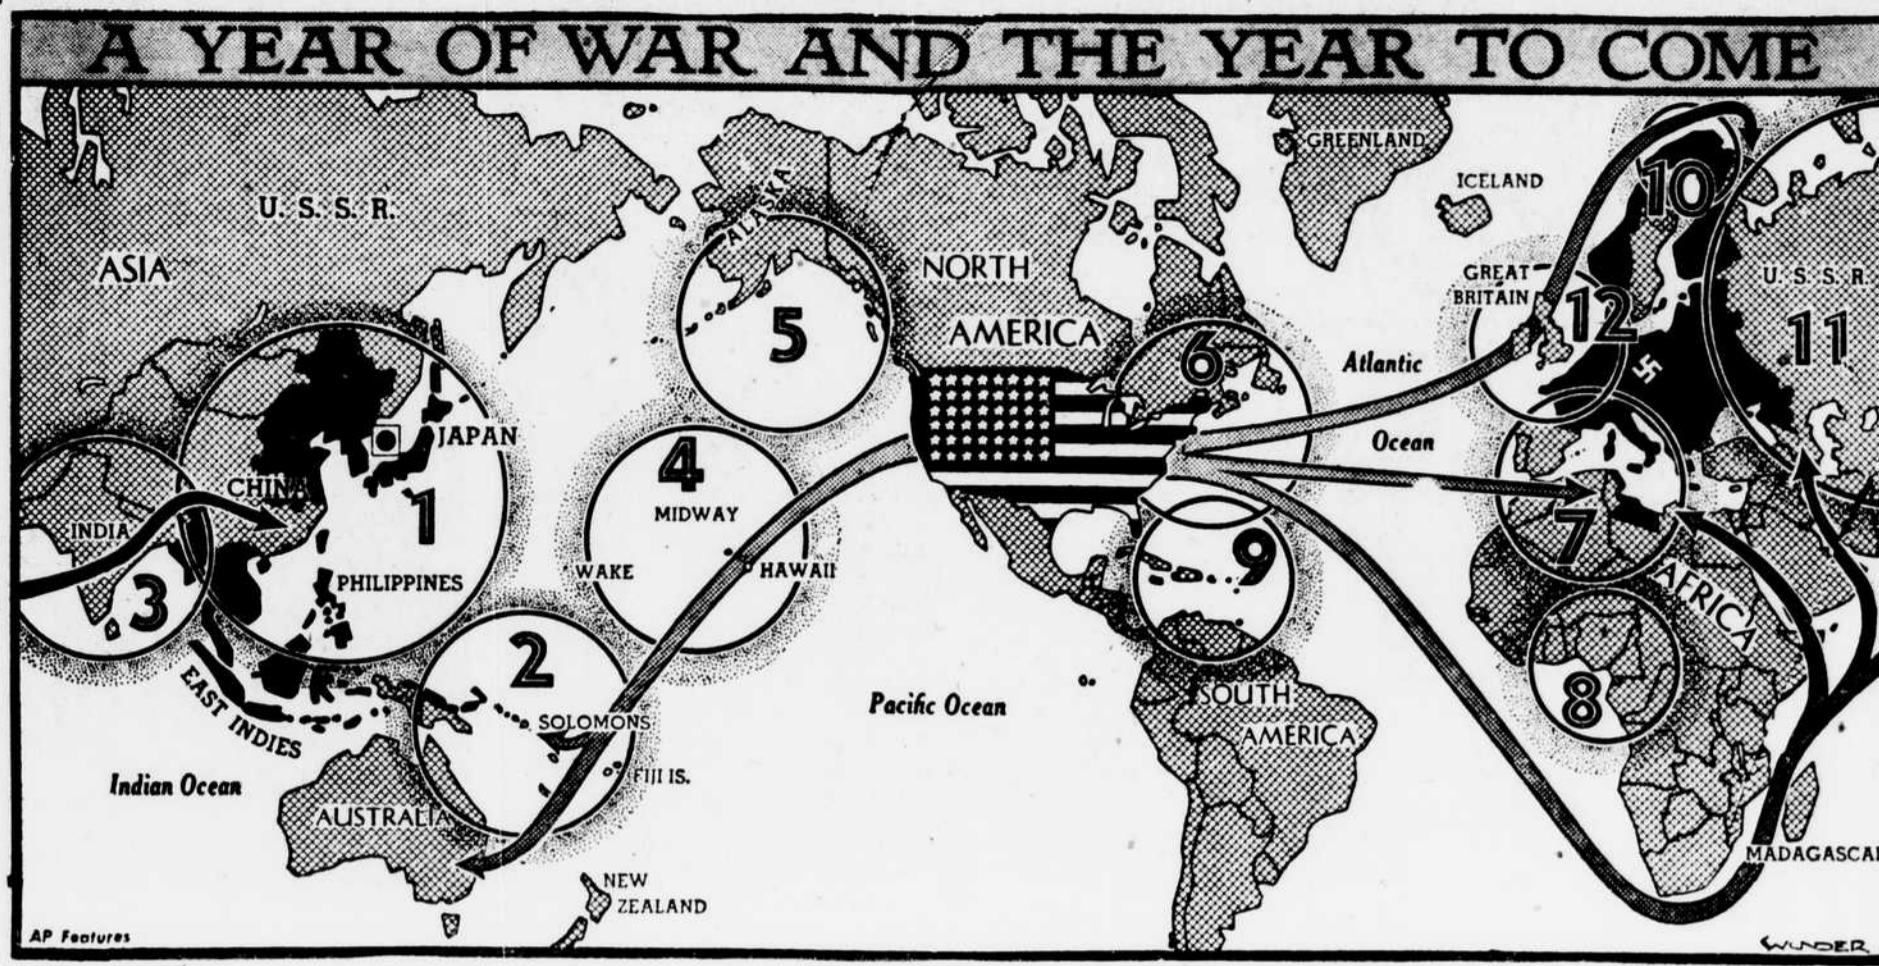 A YEAR OF WAR AND THE YEAR TO COME
GREENLAND
ICELAND
10
ALASKA
U. S. S. R.
ASIA
NORTH
AMERICA
GREAT
BRITAIN
12
U. S. S. R.
11
5
6
Atlantic
Ocean
JAPAN
CHINA
1
INDIA
3
PHILIPPINES
4
MIDWAY
WAKE
HAWAII
9
7
AFRICA
2
SOLOMONS
FIJI IS.
EAST INDIES
Indian Ocean
Pacific Ocean
SOUTH
AMERICA
8
AUSTRALIA
MADAGASCAR
NEW
ZEALAND
AP Features
WUNDER